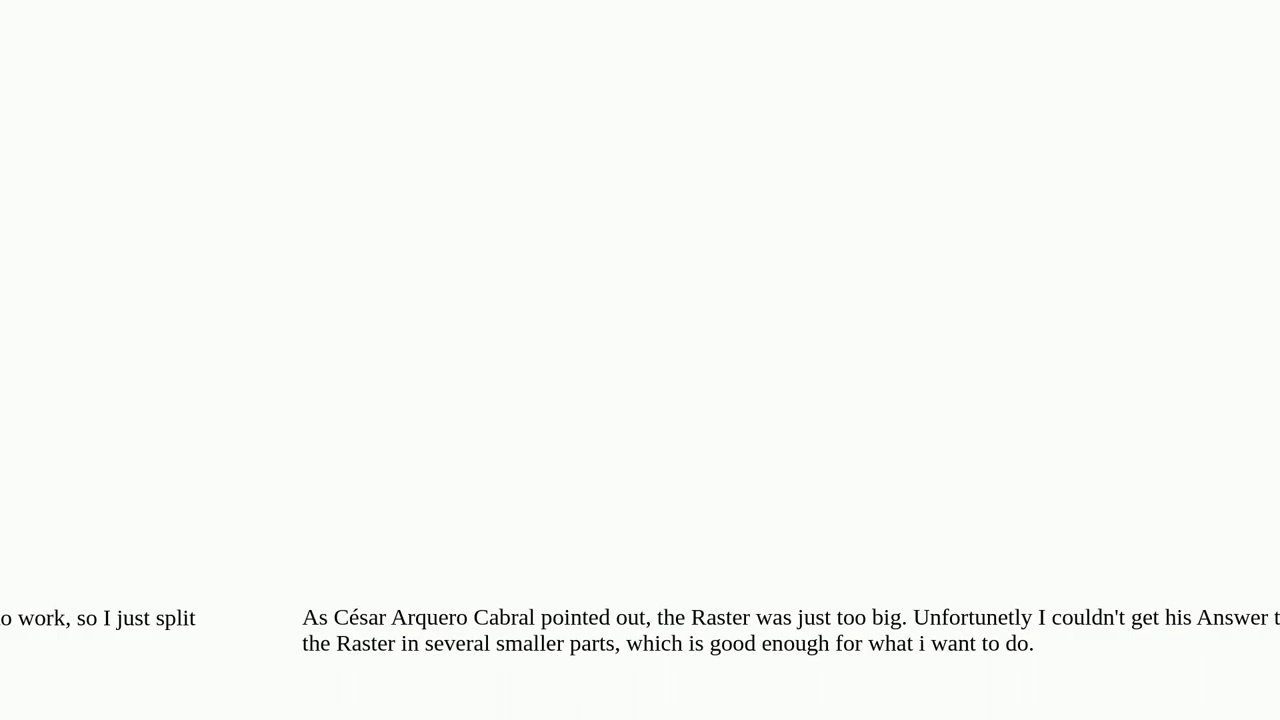 o work, so I just split
As César Arquero Cabral pointed out, the Raster was just too big. Unfortunetly I couldn't get his Answer t
the Raster in several smaller parts, which is good enough for what i want to do.